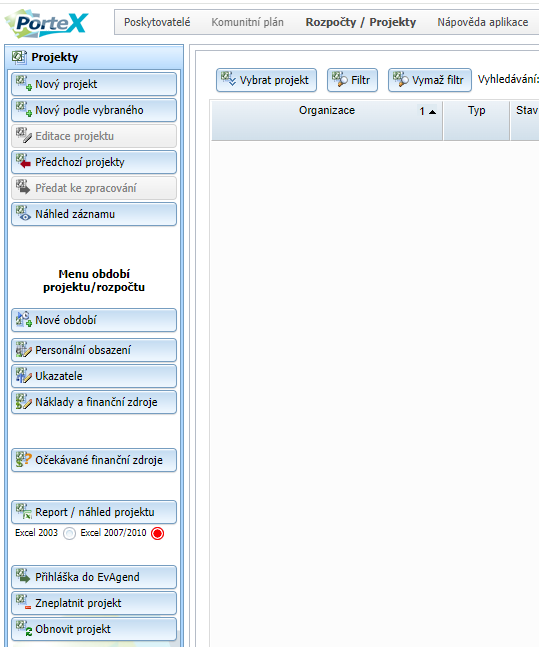 PorteX
Poskytovatelé Komunitní plán Rozpočty / Projekty Nápověda aplikace
Projekty
Nový projekt
Nový podle vybraného
Editace projektu
Předchozí projekty
Předat ke zpracování
Náhled záznamu
Menu období
projektu/rozpočtu
Nové období
Personální obsazení
Ukazatele
Náklady a finanční zdroje
Očekávané finanční zdroje
Report / náhled projektu
Excel 2003 Excel 2007/2010
Přihláška do EvAgend
Zneplatnit projekt
Obnovit projekt
Vybrat projekt Filtr Vymaž filtr Vyhledávání:
Organizace 1 Typ Stav